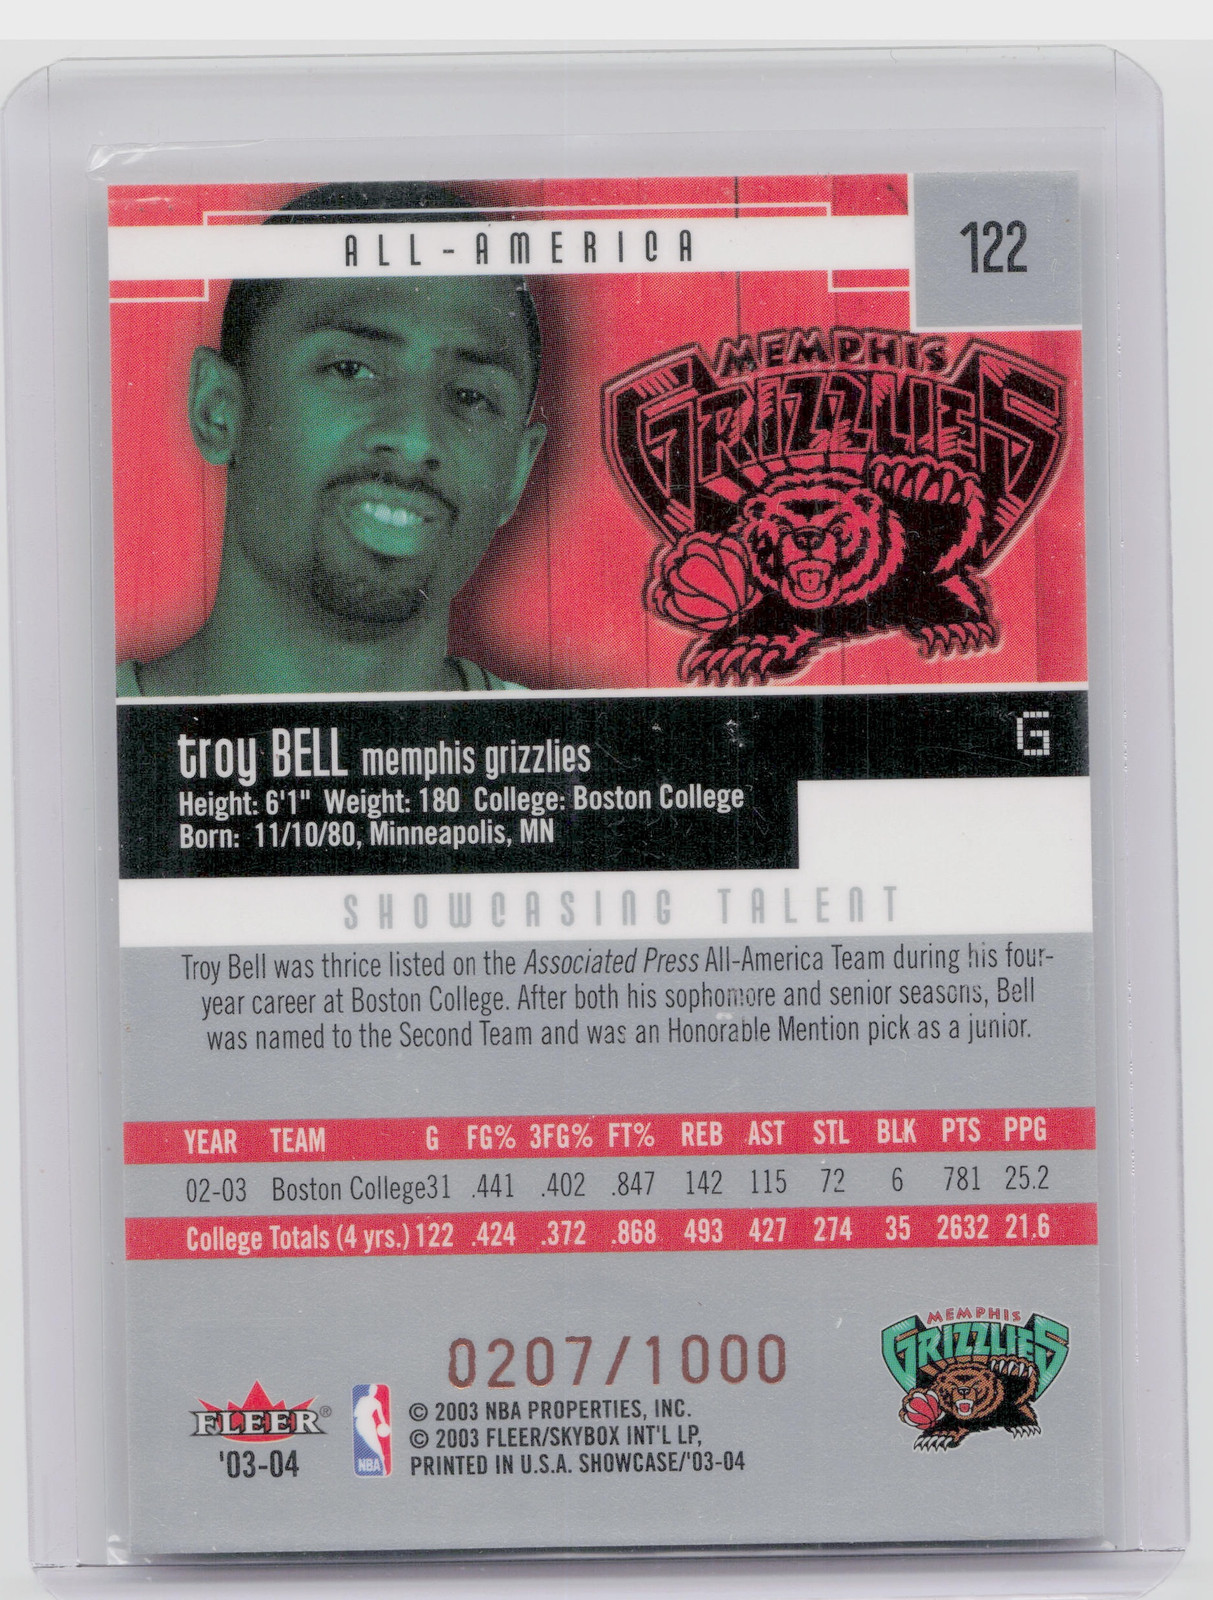 ALL-AMERICA
122
MEMPHIS
GRIZZLIES
troy BELL memphis grizzlies
G
Height: 6'1" Weight: 180 College: Boston College
Born: 11/10/80, Minneapolis, MN
SHOWCASING TALENT
Troy Bell was thrice listed on the Associated Press All-America Team during his four-
year career at Boston College. After both his sophomore and senior seasons, Bell
was named to the Second Team and was an Honorable Mention pick as a junior.
YEAR TEAM G FG% 3FG% FT% REB AST STL BLK PTS PPG
02-03 Boston College 31 .441 .402 .847 142 115 72 6 781 25.2
College Totals (4 yrs.) 122 .424 .372 .868 493 427 274 35 2632 21.6
0207/1000
MEMPHIS
GRIZZLIES
FLEER®
'03-04
NBA
© 2003 NBA PROPERTIES, INC.
© 2003 FLEER/SKYBOX INT'L LP,
PRINTED IN U.S.A. SHOWCASE/'03-04